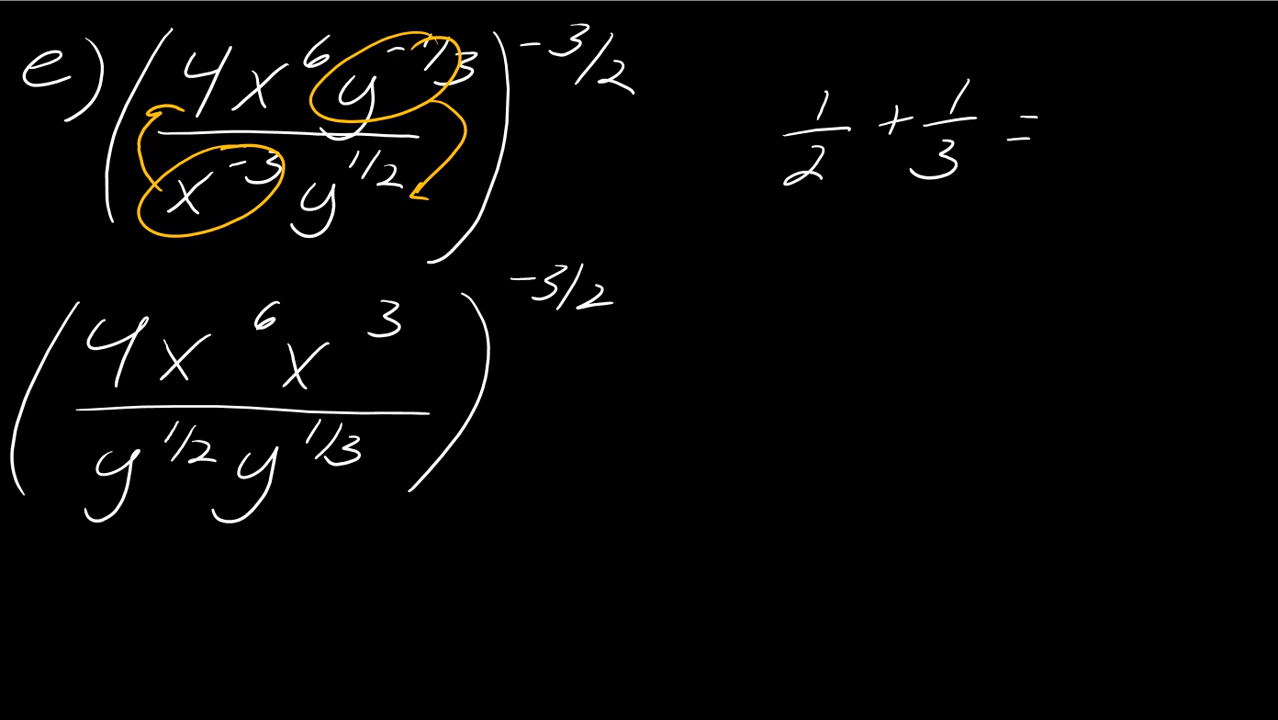 e) (4x^6 y^{-1/3} / x^{-3} y^{1/2})^{-3/2}
1/2 + 1/3 =
(4x^6 x^3 / y^{1/2} y^{1/3})^{-3/2}